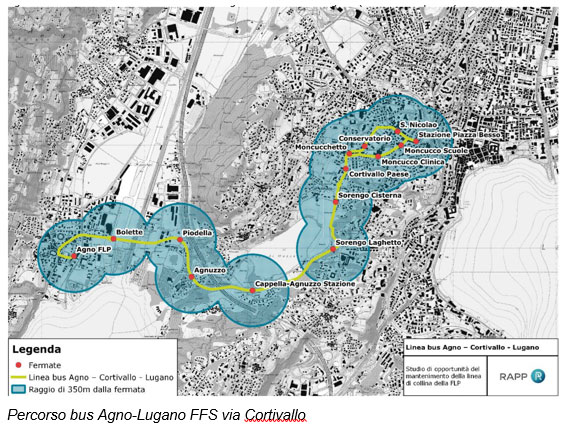 S. Nicolao
Conservatorio
Stazione Piazza Besso
Moncucchetto
Moncucco Scuole
Moncucco Clinica
Cortivallo Paese
Sorengo Cisterna
Bolette
Piodella
Sorengo Laghetto
Agno FLP
Agnuzzo
Cappella-Agnuzzo Stazione
Legenda
Fermate
Linea bus Agno – Cortivallo - Lugano
Raggio di 350m dalla fermata
Linea bus Agno – Cortivallo - Lugano
Studio di opportunità del
mantenimento della linea
di collina della FLP
RAPP R
Percorso bus Agno-Lugano FFS via Cortivallo